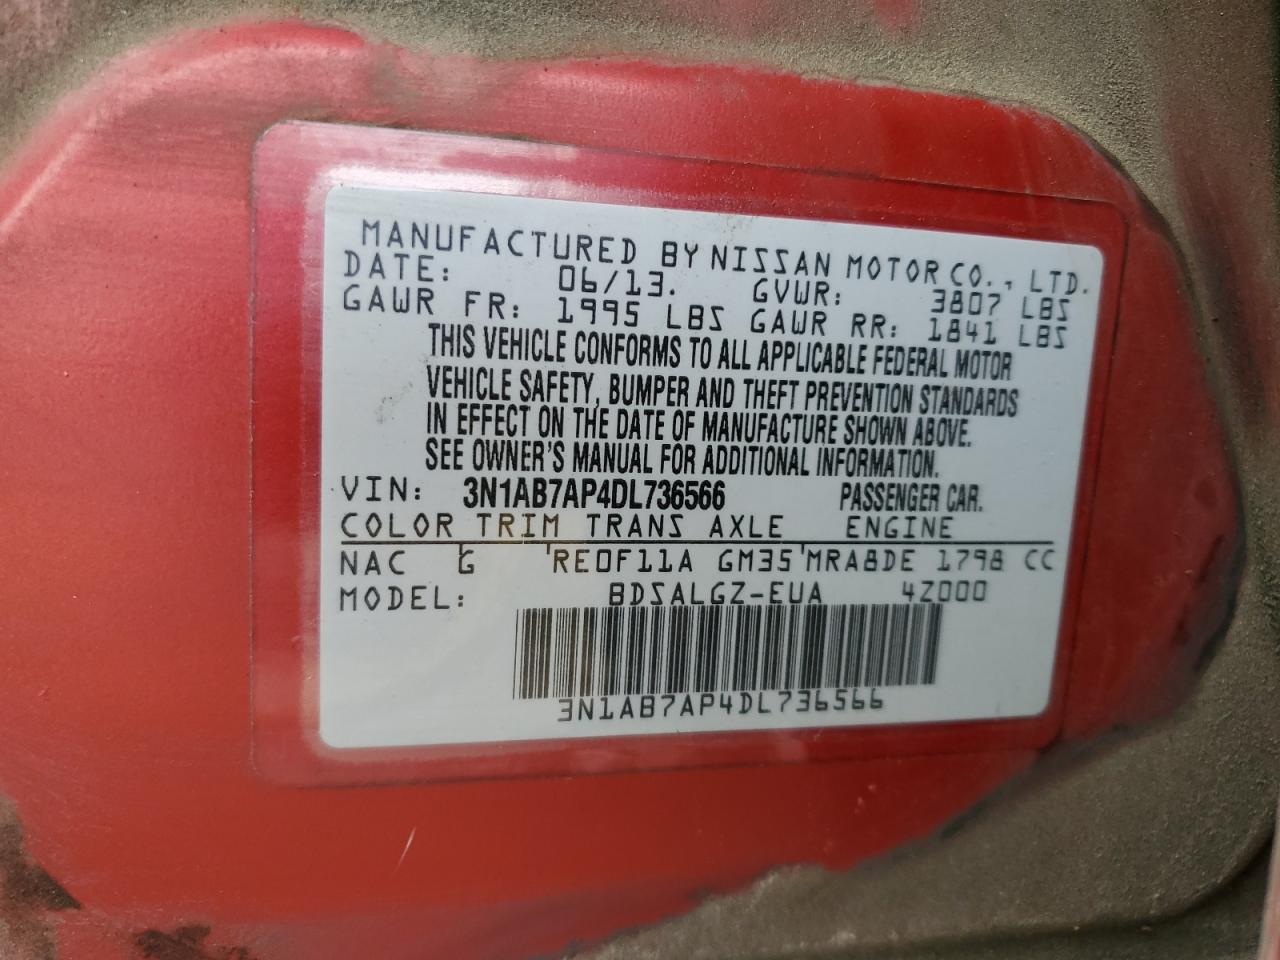 MANUFACTURED BY NISSAN MOTOR CO., LTD.
DATE: 06/13. GVWR: 3807 LBS
GAWR FR: 1995 LBS GAWR RR: 1841 LBS
THIS VEHICLE CONFORMS TO ALL APPLICABLE FEDERAL MOTOR
VEHICLE SAFETY, BUMPER AND THEFT PREVENTION STANDARDS
IN EFFECT ON THE DATE OF MANUFACTURE SHOWN ABOVE.
SEE OWNER'S MANUAL FOR ADDITIONAL INFORMATION.
VIN: 3N1AB7AP4DL736566 PASSENGER CAR.
COLOR TRIM TRANS AXLE ENGINE
NAC G 'RE0F11A GM35'MRA8DE 1798 CC
MODEL: BDSALGZ-EUA 4Z000
3N1AB7AP4DL736566